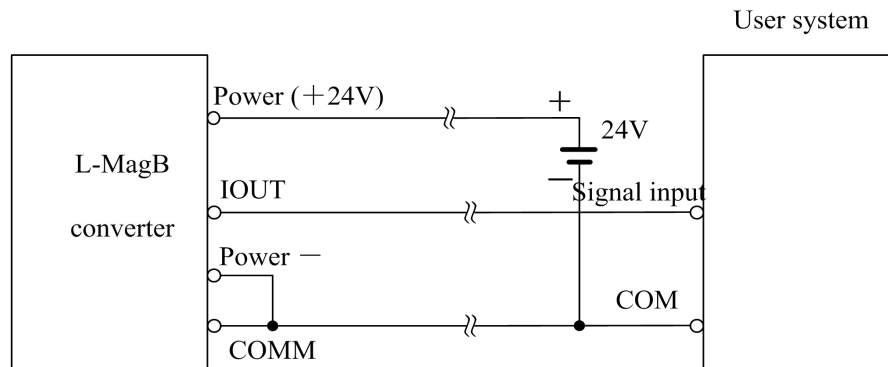 User system
Power (+24V)
+
24V
L-MagB
converter
IOUT
—
Signal input
Power —
COM
COMM